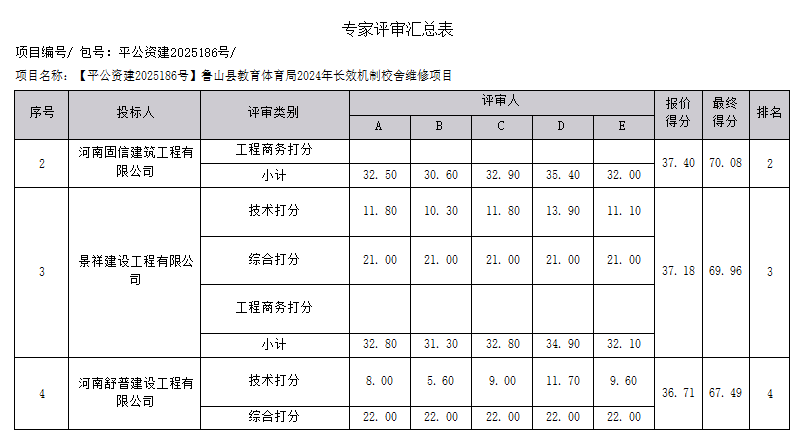 专家评审汇总表
项目编号/ 包号：平公资建2025186号/
项目名称：【平公资建2025186号】鲁山县教育体育局2024年长效机制校舍维修项目
序号 投标人 评审类别 评审人 报价得分 最终得分 排名
A B C D E
2 河南固信建筑工程有限公司 工程商务打分 37.40 70.08 2
小计 32.50 30.60 32.90 35.40 32.00
3 景祥建设工程有限公司 技术打分 11.80 10.30 11.80 13.90 11.10 37.18 69.96 3
综合打分 21.00 21.00 21.00 21.00 21.00
工程商务打分
小计 32.80 31.30 32.80 34.90 32.10
4 河南舒普建设工程有限公司 技术打分 8.00 5.60 9.00 11.70 9.60 36.71 67.49 4
综合打分 22.00 22.00 22.00 22.00 22.00